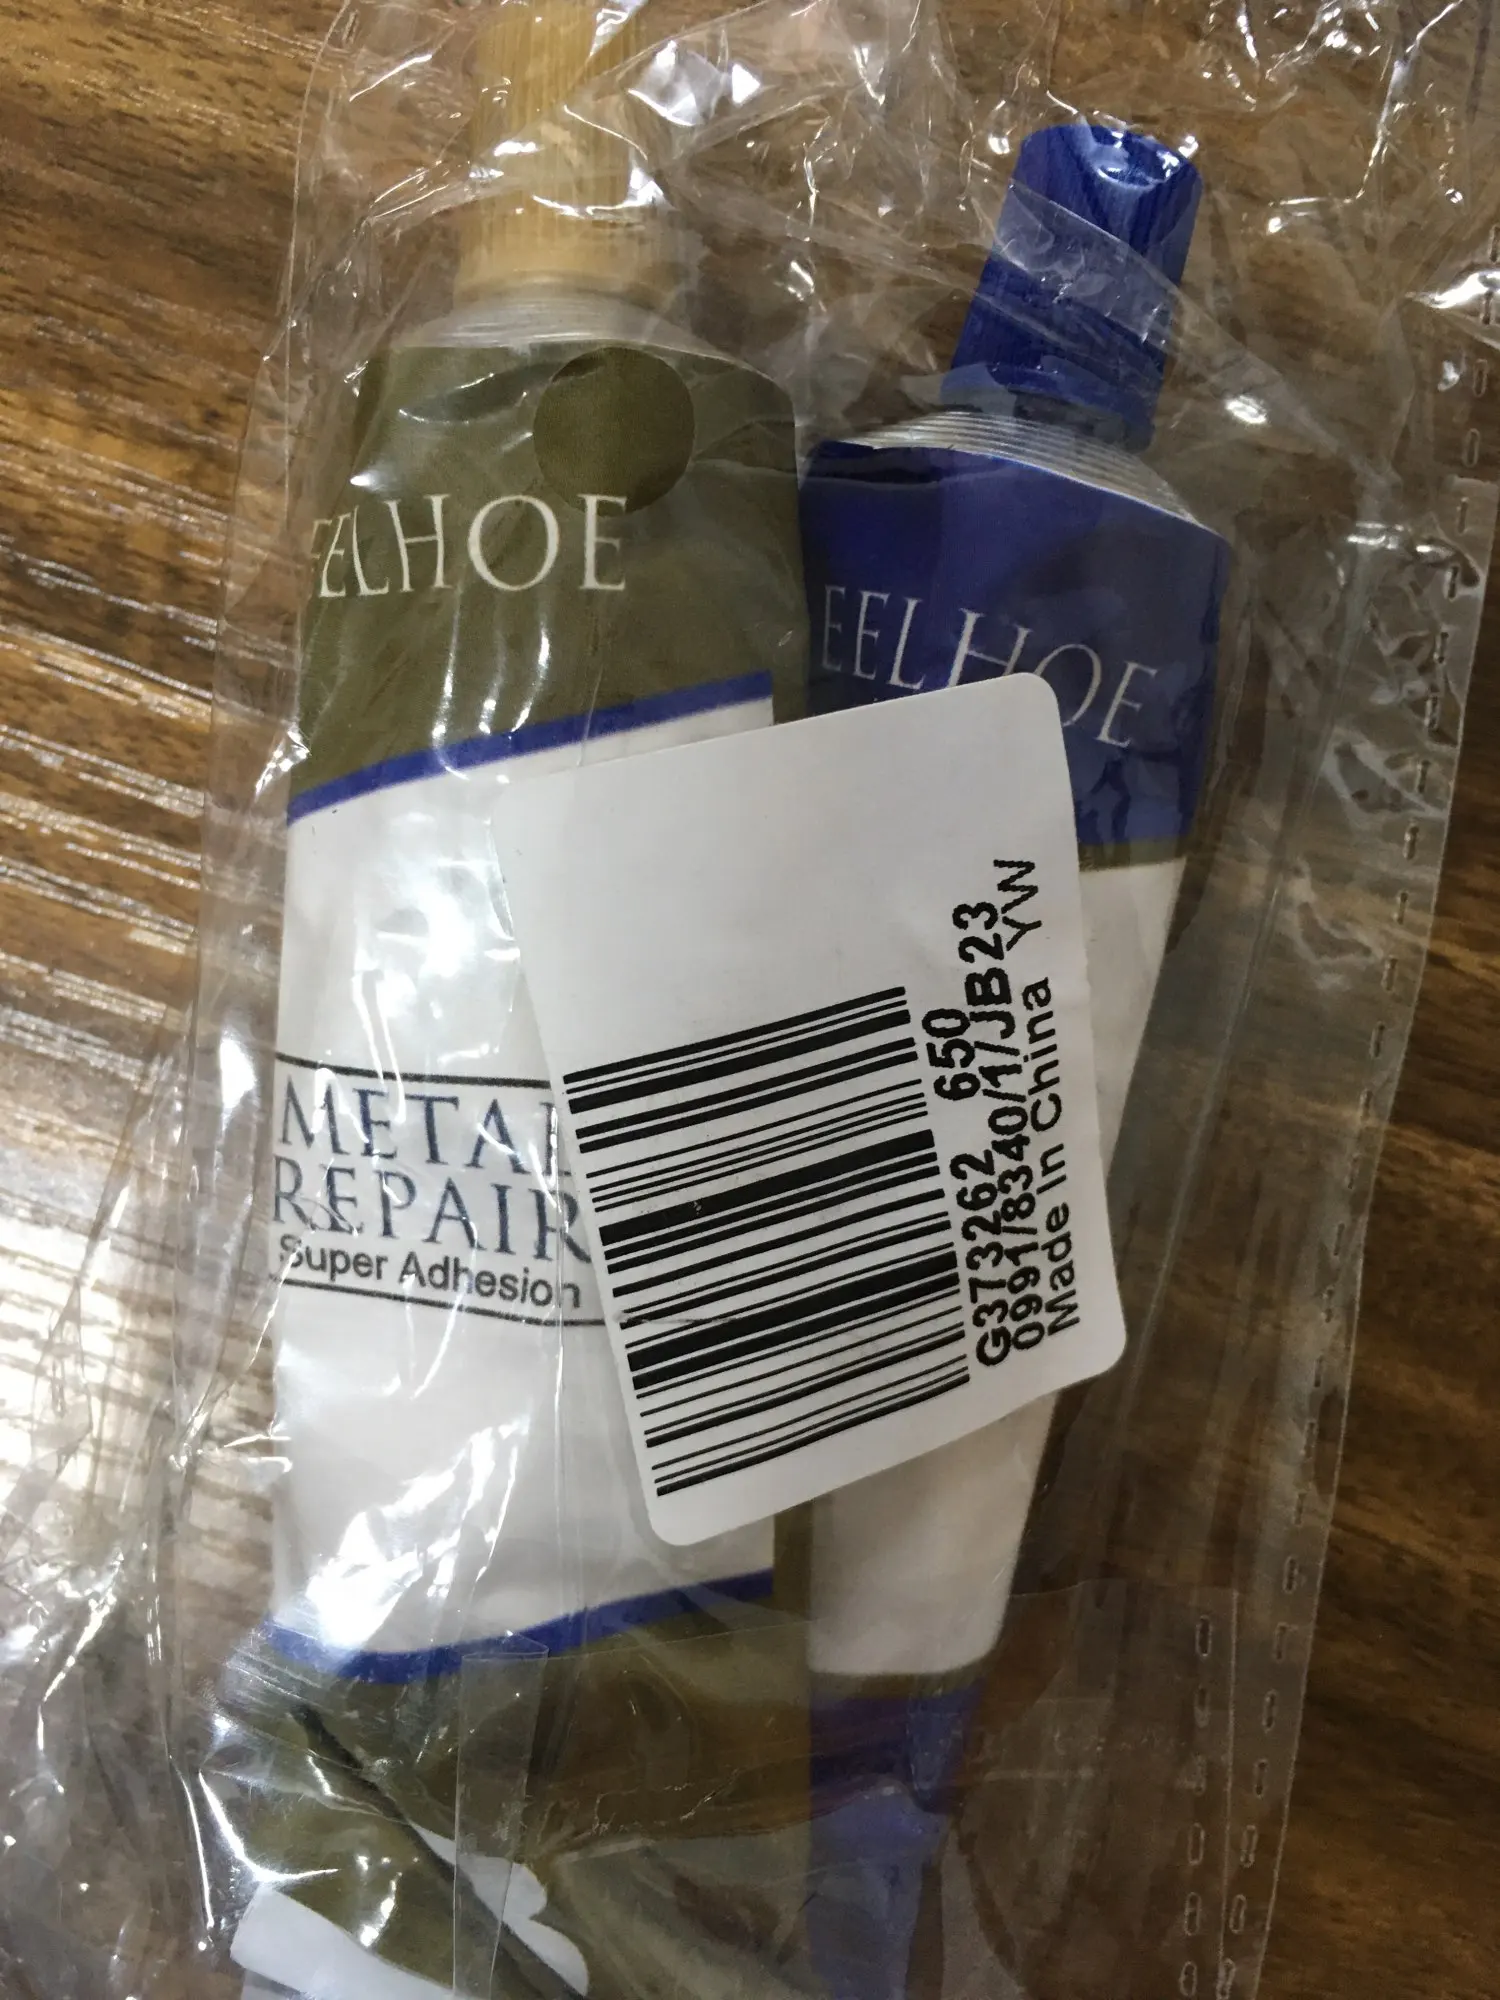 EELHOE
EELHOE
METAL
REPAIR
Super Adhesion
G373262 650
0991/8340/1/JB23
Made In China YW